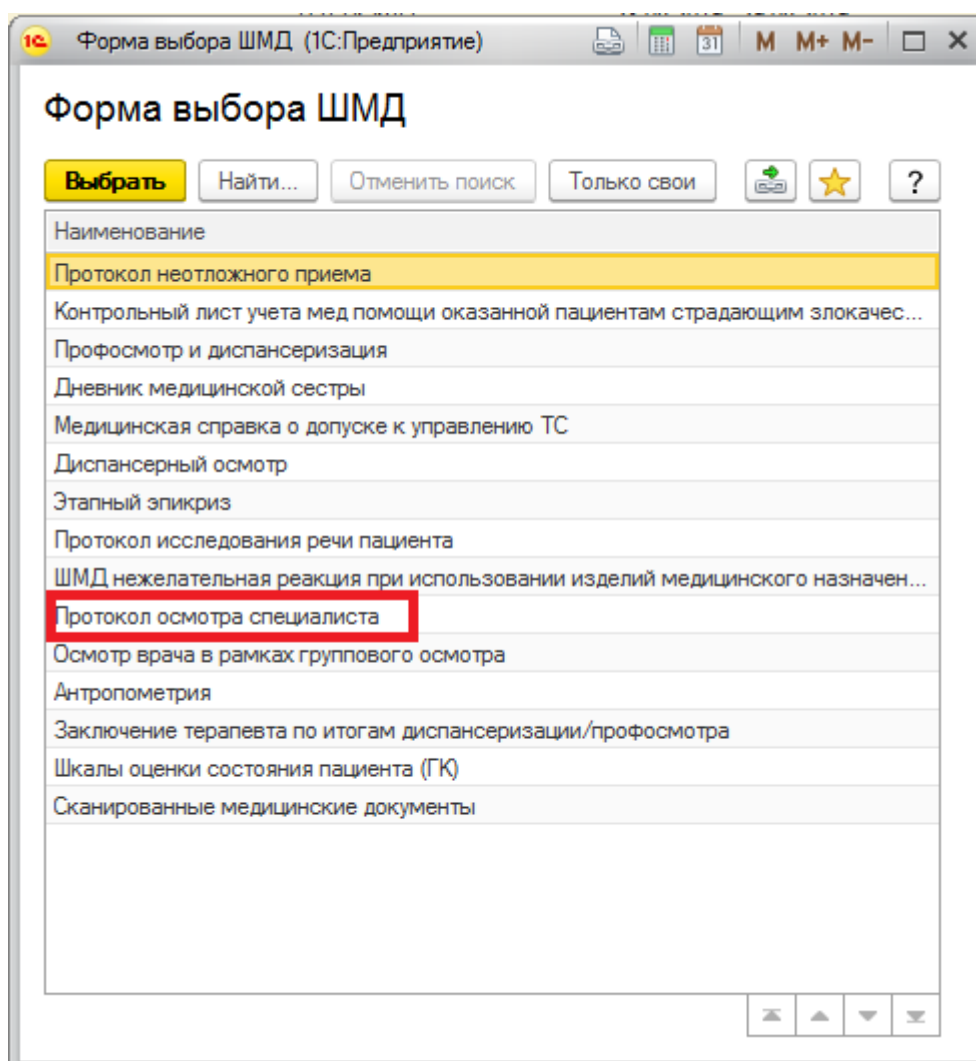 Форма выбора ШМД (1С:Предприятие) 31 M M+ M-
Форма выбора ШМД
Выбрать Найти... Отменить поиск Только свои ?
Наименование
Протокол неотложного приема
Контрольный лист учета мед помощи оказанной пациентам страдающим злокачес...
Профосмотр и диспансеризация
Дневник медицинской сестры
Медицинская справка о допуске к управлению ТС
Диспансерный осмотр
Этапный эпикриз
Протокол исследования речи пациента
ШМД нежелательная реакция при использовании изделий медицинского назначен...
Протокол осмотра специалиста
Осмотр врача в рамках группового осмотра
Антропометрия
Заключение терапевта по итогам диспансеризации/профосмотра
Шкалы оценки состояния пациента (ГК)
Сканированные медицинские документы